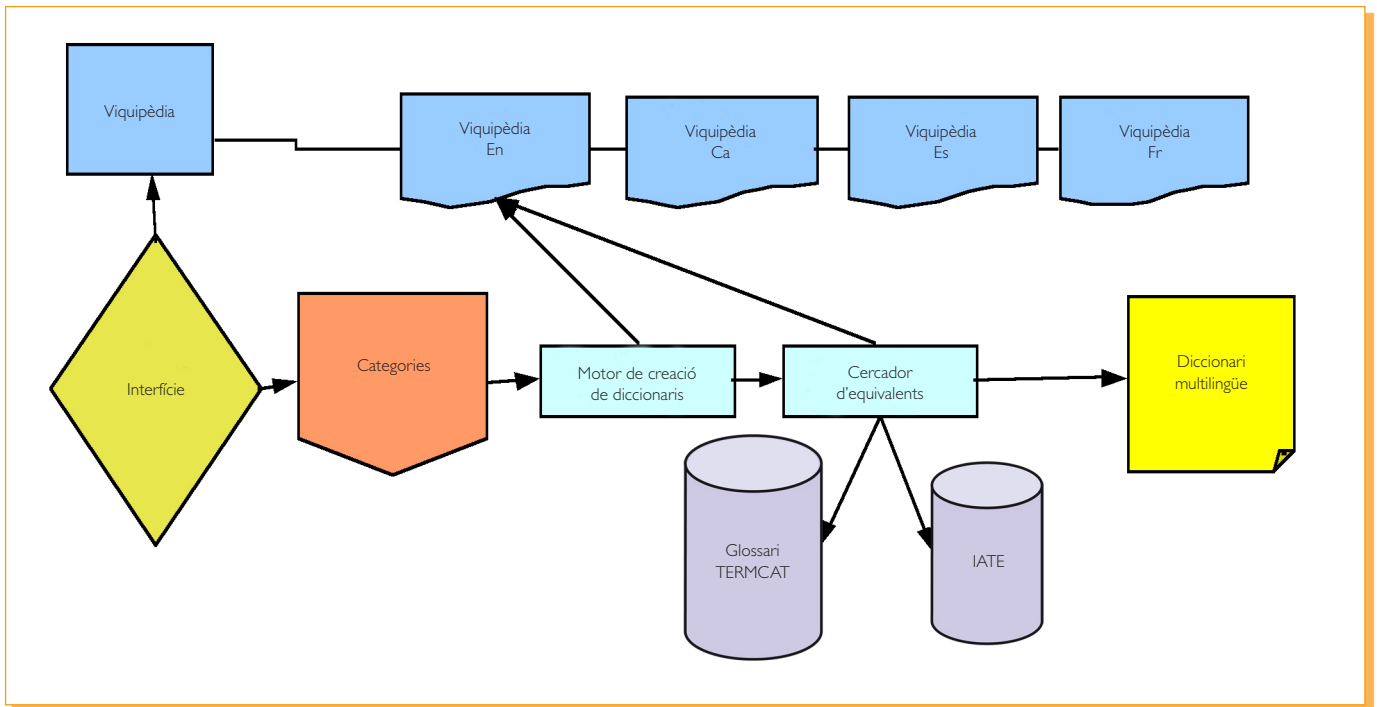 Viquipèdia
Viquipèdia
En
Viquipèdia
Ca
Viquipèdia
Es
Viquipèdia
Fr
Interfície
Categories
Motor de creació
de diccionaris
Cercador
d'equivalents
Diccionari
multilingüe
Glossari
TERMCAT
IATE